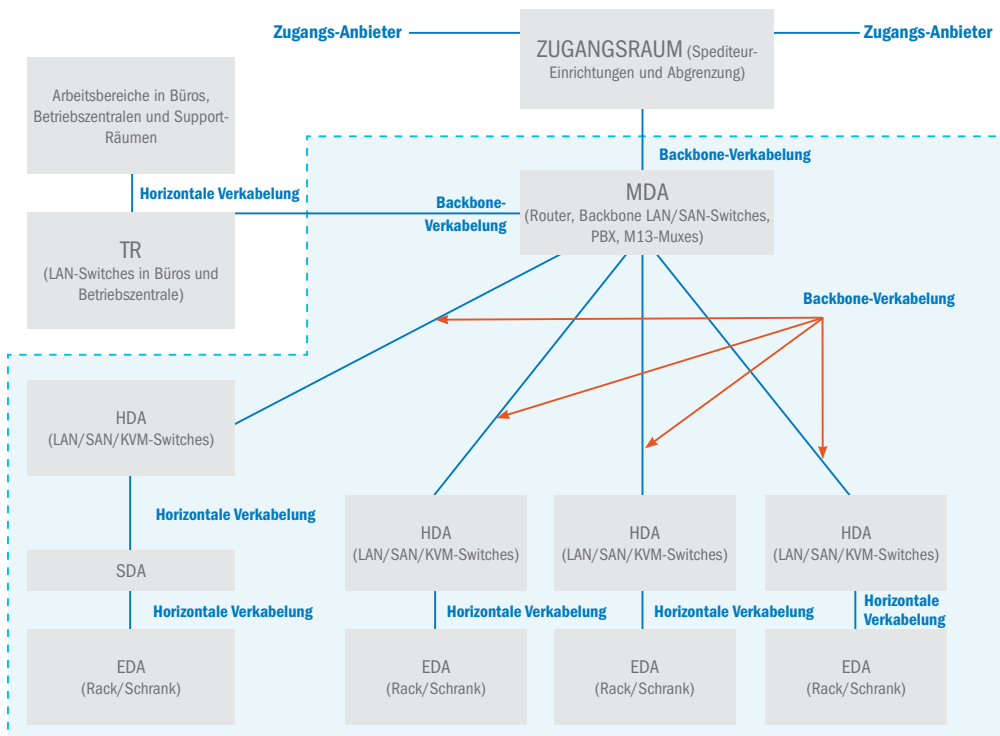 Zugangs-Anbieter
ZUGANGSRAUM (Spediteur-
Einrichtungen und Abgrenzung)
Zugangs-Anbieter
Arbeitsbereiche in Büros,
Betriebszentralen und Support-
Räumen
Backbone-Verkabelung
Horizontale Verkabelung
MDA
(Router, Backbone LAN/SAN-Switches,
PBX, M13-Muxes)
Backbone-
Verkabelung
TR
(LAN-Switches in Büros und
Betriebszentrale)
Backbone-Verkabelung
HDA
(LAN/SAN/KVM-Switches)
Horizontale Verkabelung
HDA
(LAN/SAN/KVM-Switches)
HDA
(LAN/SAN/KVM-Switches)
HDA
(LAN/SAN/KVM-Switches)
SDA
Horizontale Verkabelung
Horizontale Verkabelung
Horizontale Verkabelung
Horizontale
Verkabelung
EDA
(Rack/Schrank)
EDA
(Rack/Schrank)
EDA
(Rack/Schrank)
EDA
(Rack/Schrank)